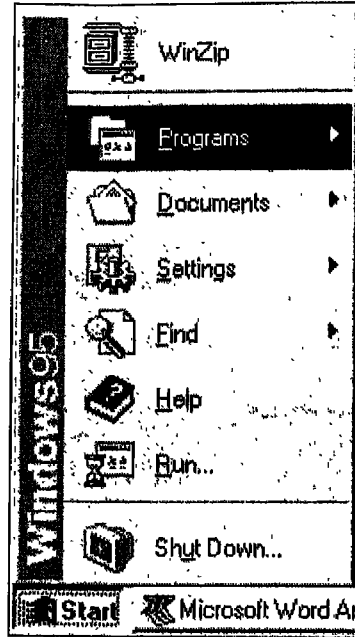 WinZip
Programs
Documents
Settings
Find
Help
Run...
Shut Down...
Windows95
Start
Microsoft Word